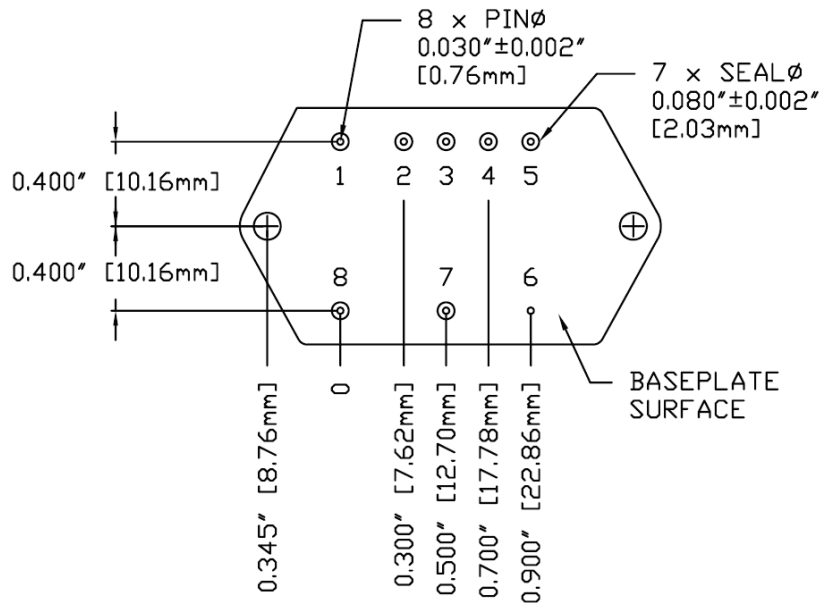 8 x PINø
0.030"±0.002"
[0.76mm]
7 x SEALø
0.080"±0.002"
[2.03mm]
0.400" [10.16mm]
1
2
3
4
5
0.400" [10.16mm]
8
7
6
BASEPLATE
SURFACE
0.345" [8.76mm]
0
0.300" [7.62mm]
0.500" [12.70mm]
0.700" [17.78mm]
0.900" [22.86mm]